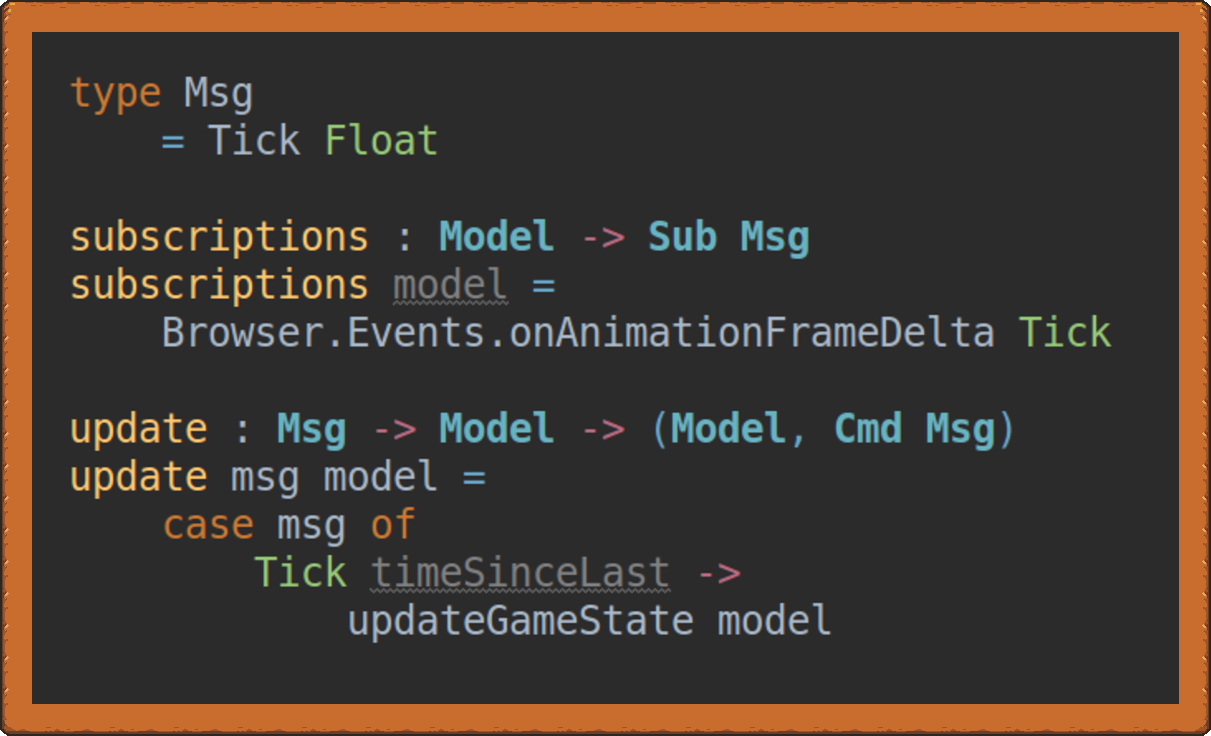 type Msg
    = Tick Float

subscriptions : Model -> Sub Msg
subscriptions model =
    Browser.Events.onAnimationFrameDelta Tick

update : Msg -> Model -> (Model, Cmd Msg)
update msg model =
    case msg of
        Tick timeSinceLast ->
            updateGameState model